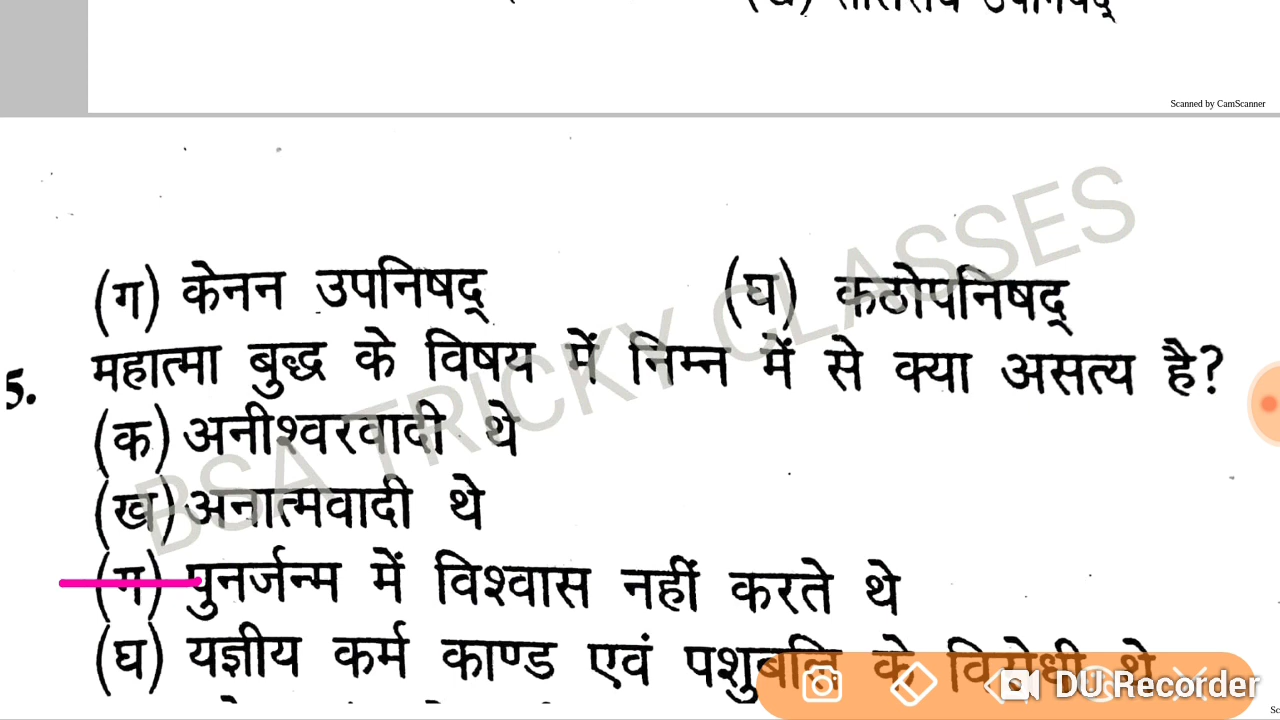 Scanned by CamScanner
(ग) केनन उपनिषद् (घ) कठोपनिषद्
5. महात्मा बुद्ध के विषय में निम्न में से क्या असत्य है?
(क) अनीश्वरवादी थे
(ख) अनात्मवादी थे
(ग) पुनर्जन्म में विश्वास नहीं करते थे
(घ) यज्ञीय कर्म काण्ड एवं पशुबलि के विरोधी थे
DU Recorder
BSA TRICKY CLASSES